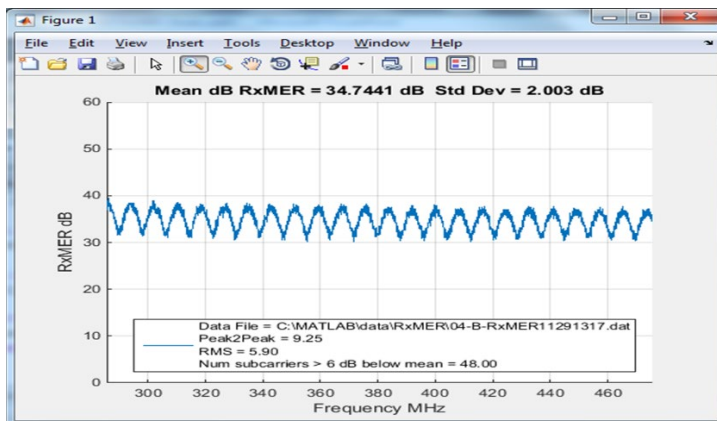 Figure 1
File Edit View Insert Tools Desktop Window Help
Mean dB RxMER = 34.7441 dB Std Dev = 2.003 dB
60
50
40
30
20
10
0
RxMER dB
Data File = C:\MATLAB\data\RxMER\04-B-RxMER11291317.dat
Peak2Peak = 9.25
RMS = 5.90
Num subcarriers > 6 dB below mean = 48.00
300 320 340 360 380 400 420 440 460
Frequency MHz